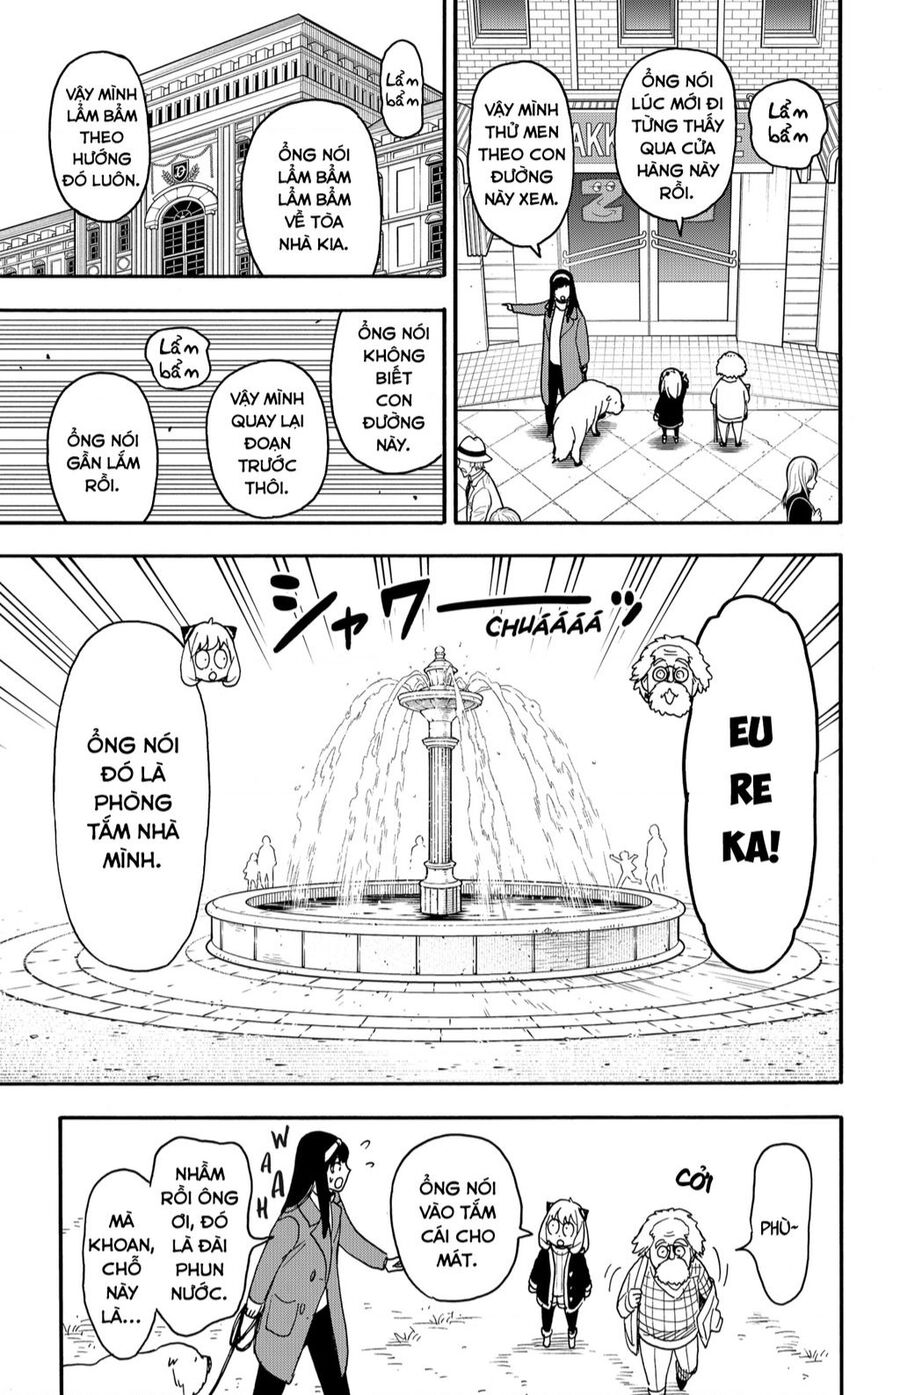 Lẩm
bẩm
ỔNG NÓI
LÚC MỚI ĐI
TỪNG THẤY
QUA CỬA
HÀNG NÀY
RỒI.
VẬY MÌNH
THỬ MEN
THEO CON
ĐƯỜNG
NÀY XEM.
Lẩm
bẩm
ỔNG NÓI
LẨM BẨM
LẨM BẨM
VỀ TÒA
NHÀ KIA.
VẬY MÌNH
LẨM BẨM
THEO
HƯỚNG
ĐÓ LUÔN.
ỔNG NÓI
KHÔNG
BIẾT
CON
ĐƯỜNG
NÀY.
VẬY MÌNH
QUAY LẠI
ĐOẠN
TRƯỚC
THÔI.
Lẩm
bẩm
ỔNG NÓI
GẦN LẮM
RỒI.
EU
RE
KA!
シャワーーッ
CHUÁÁÁÁ
ỔNG NÓI
ĐÓ LÀ
PHÒNG
TẮM NHÀ
MÌNH.
PHÙ~
CỞI
ỔNG NÓI
VÀO TẮM
CÁI CHO
MÁT.
WAAH
NHẦM
RỒI ÔNG
ƠI, ĐÓ
LÀ ĐÀI
PHUN
NƯỚC.
MÀ
KHOAN,
CHỖ
NÀY
LÀ...